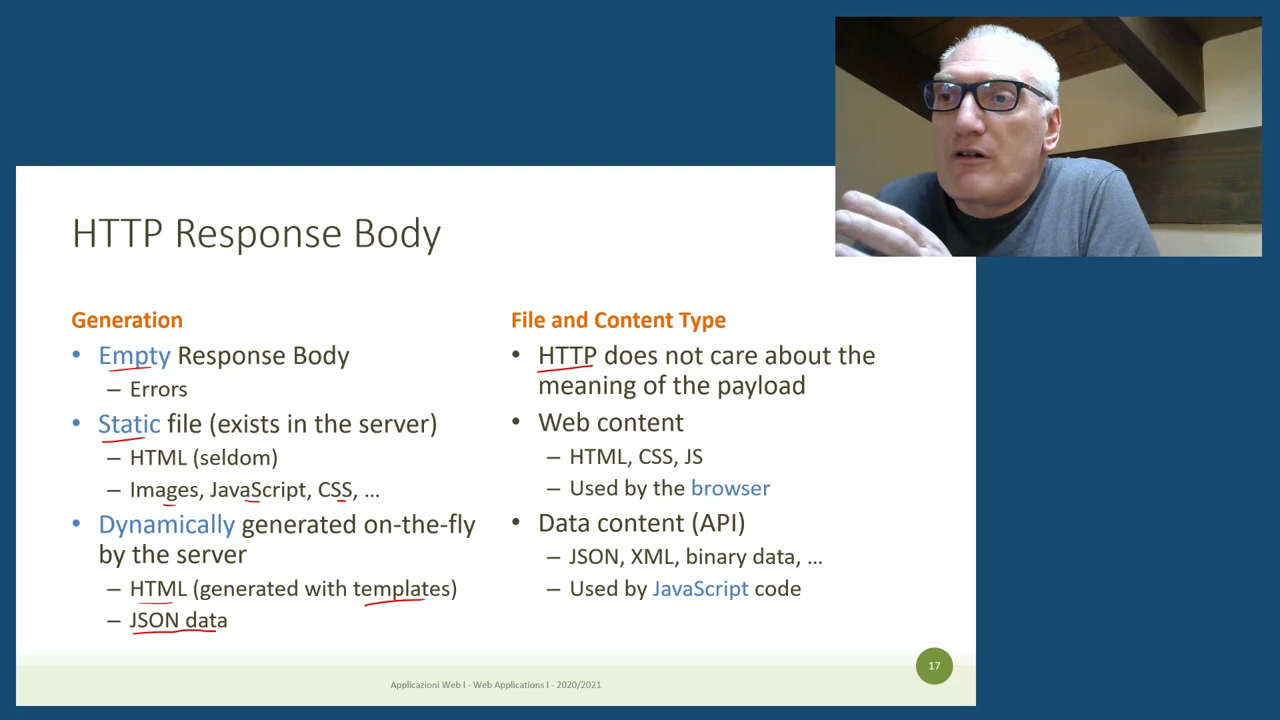 HTTP Response Body
Generation
• Empty Response Body
– Errors
• Static file (exists in the server)
– HTML (seldom)
– Images, JavaScript, CSS, ...
• Dynamically generated on-the-fly
by the server
– HTML (generated with templates)
– JSON data
File and Content Type
• HTTP does not care about the
meaning of the payload
• Web content
– HTML, CSS, JS
– Used by the browser
• Data content (API)
– JSON, XML, binary data, ...
– Used by JavaScript code
17
Applicazioni Web I - Web Applications I - 2020/2021